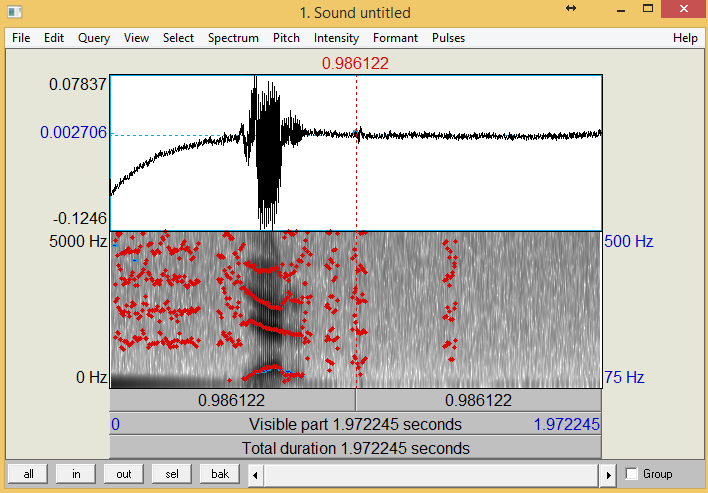 1. Sound untitled
File Edit Query View Select Spectrum Pitch Intensity Formant Pulses Help
0.986122
0.07837
0.002706
-0.1246
5000 Hz 500 Hz
0 Hz 75 Hz
0.986122 0.986122
0 Visible part 1.972245 seconds 1.972245
Total duration 1.972245 seconds
all in out sel bak Group